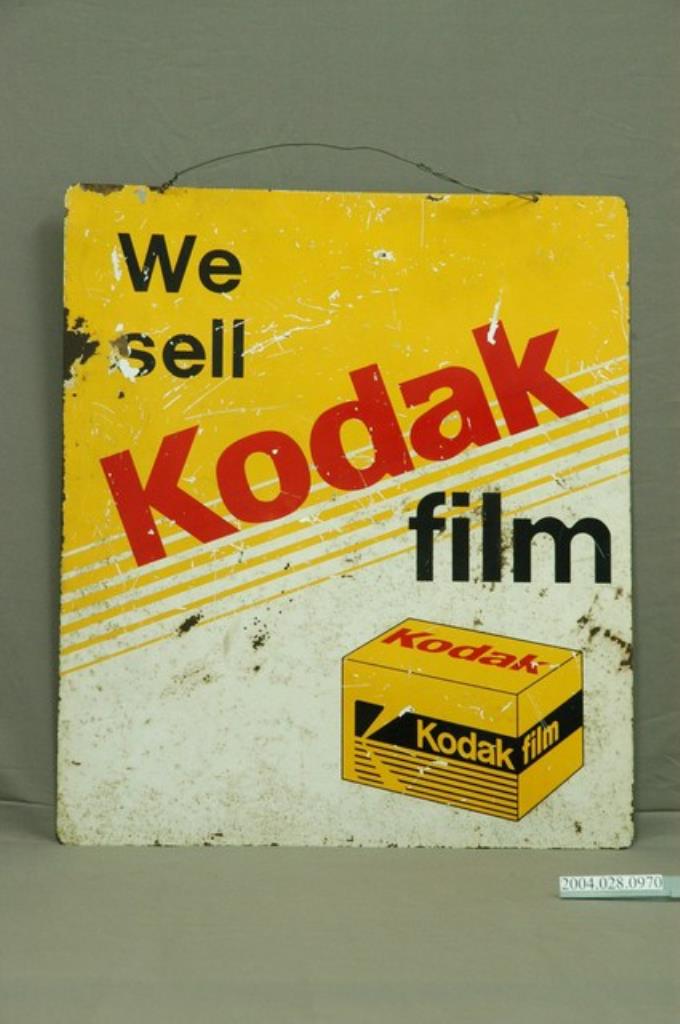 We
sell
Kodak
film
Kodak
Kodak film
2004.028.0970